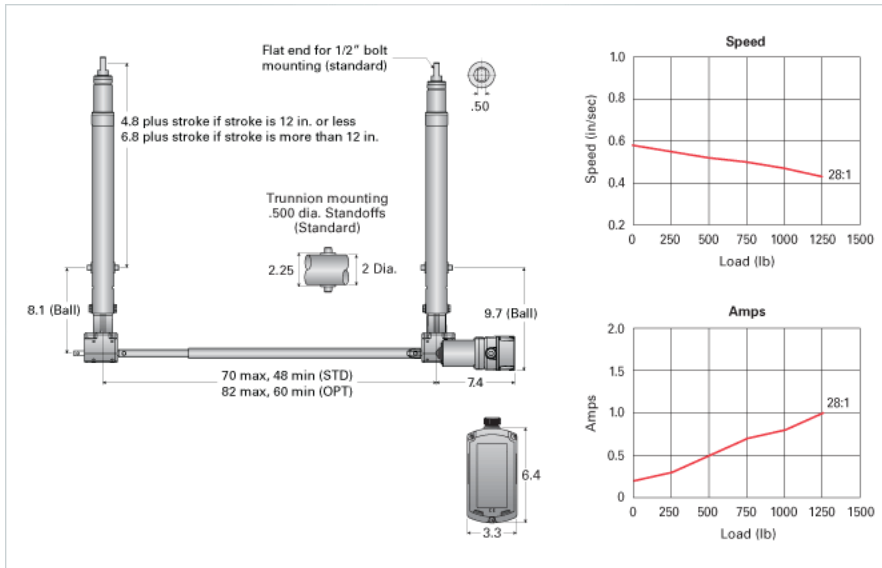 Flat end for 1/2” bolt
mounting (standard)
.50
4.8 plus stroke if stroke is 12 in. or less
6.8 plus stroke if stroke is more than 12 in.
Trunnion mounting
.500 dia. Standoffs
(Standard)
2.25
2 Dia.
8.1 (Ball)
9.7 (Ball)
70 max, 48 min (STD)
82 max, 60 min (OPT)
7.4
6.4
3.3
Speed
Speed (in/sec)
1.0
0.8
0.6
0.4
0.2
28:1
0 250 500 750 1000 1250 1500
Load (lb)
Amps
Amps
2.0
1.5
1.0
0.5
0
28:1
0 250 500 750 1000 1250 1500
Load (lb)